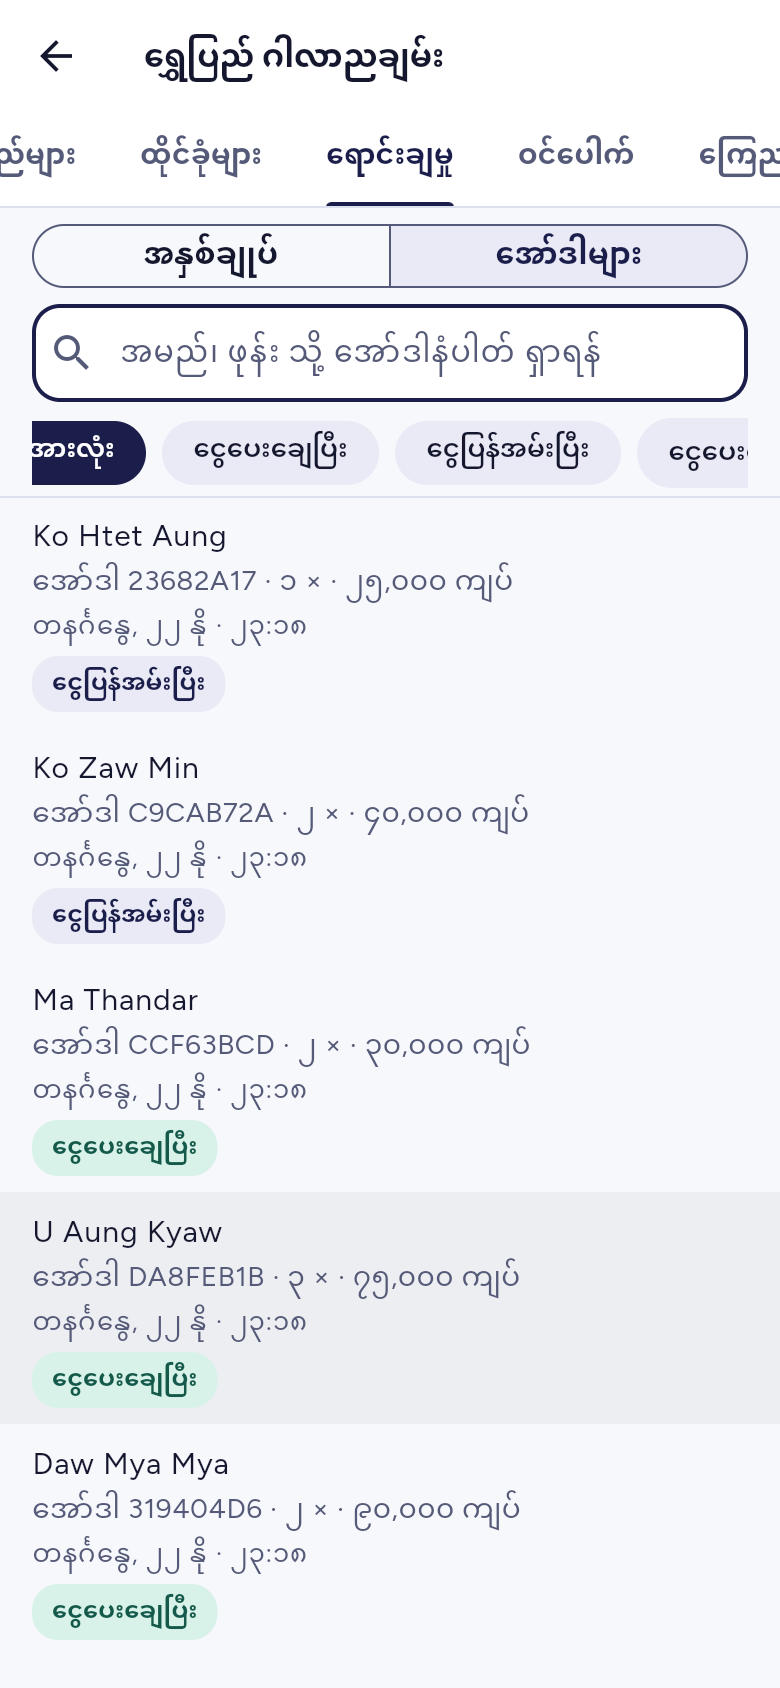 ရွှေပြည် ဂါလာညချမ်း
ထိုင်ခုံများ ရောင်းချမှု ဝင်ပေါက်
အနှစ်ချုပ် အော်ဒါများ
အမည်၊ ဖုန်း သို့ အော်ဒါနံပါတ် ရှာရန်
အားလုံး ငွေပေးချေပြီး ငွေပြန်အမ်းပြီး
Ko Htet Aung
အော်ဒါ 23682A17 · ၁ × · ၂၅,၀၀၀ ကျပ်
တနင်္ဂနွေ, ၂၂ နို · ၂၃:၁၈
ငွေပြန်အမ်းပြီး
Ko Zaw Min
အော်ဒါ C9CAB72A · ၂ × · ၄၀,၀၀၀ ကျပ်
တနင်္ဂနွေ, ၂၂ နို · ၂၃:၁၈
ငွေပြန်အမ်းပြီး
Ma Thandar
အော်ဒါ CCF63BCD · ၂ × · ၃၀,၀၀၀ ကျပ်
တနင်္ဂနွေ, ၂၂ နို · ၂၃:၁၈
ငွေပေးချေပြီး
U Aung Kyaw
အော်ဒါ DA8FEB1B · ၃ × · ၇၅,၀၀၀ ကျပ်
တနင်္ဂနွေ, ၂၂ နို · ၂၃:၁၈
ငွေပေးချေပြီး
Daw Mya Mya
အော်ဒါ 319404D6 · ၂ × · ၉၀,၀၀၀ ကျပ်
တနင်္ဂနွေ, ၂၂ နို · ၂၃:၁၈
ငွေပေးချေပြီး